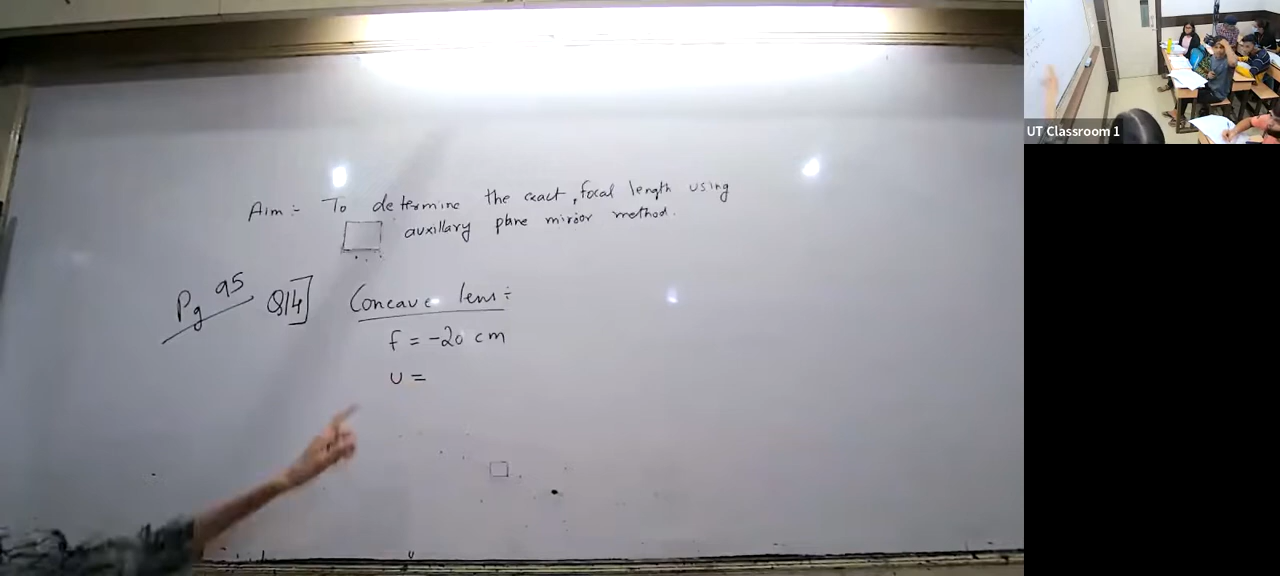 Aim :- To determine the exact, focal length using
auxillary plane mirror method.
Pg 95 Q14] Concave lens :-
f = -20 cm
u =
UT Classroom 1